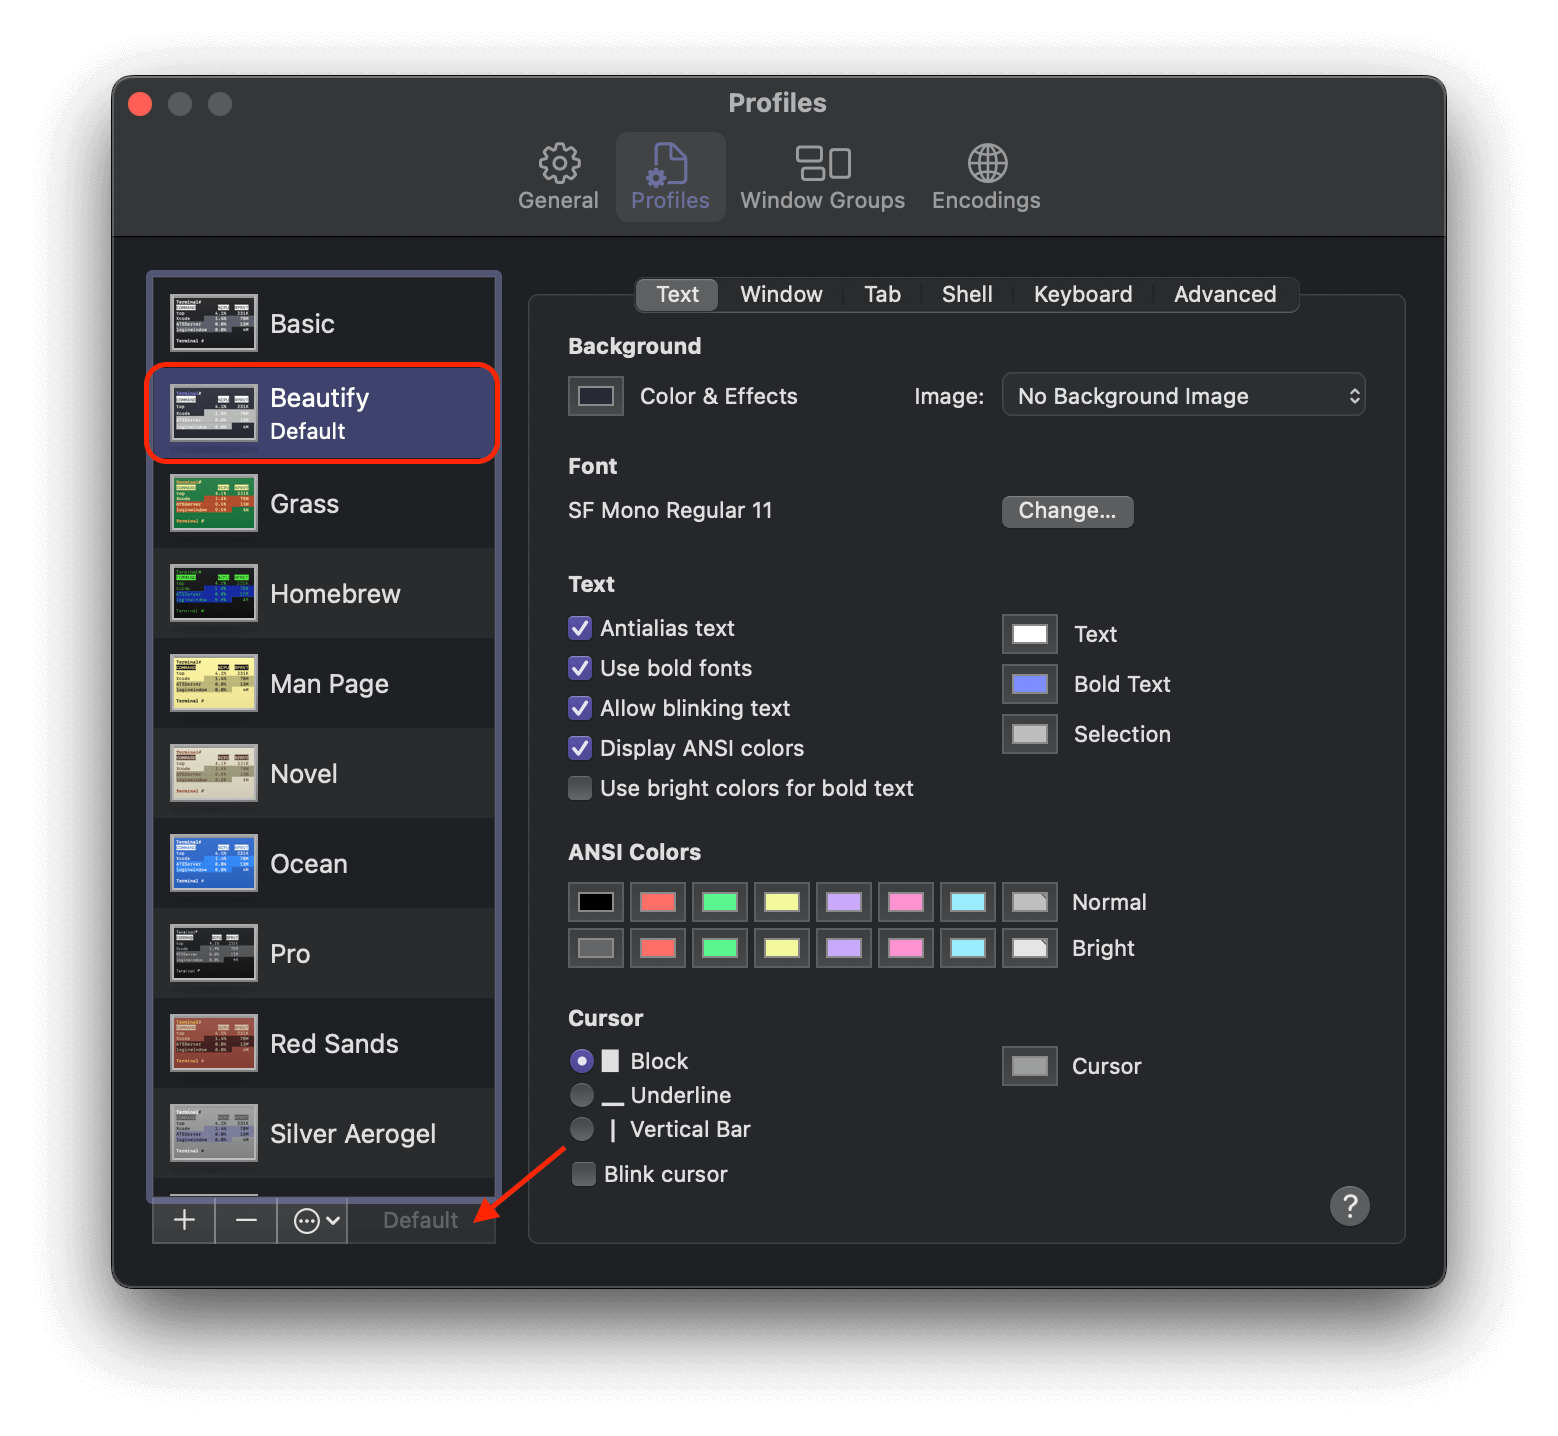 Profiles
General
Profiles
Window Groups
Encodings
Basic
Beautify
Default
Grass
Homebrew
Man Page
Novel
Ocean
Pro
Red Sands
Silver Aerogel
Default
Text
Window
Tab
Shell
Keyboard
Advanced
Background
Color & Effects
Image:
No Background Image
Font
SF Mono Regular 11
Change...
Text
Antialias text
Use bold fonts
Allow blinking text
Display ANSI colors
Use bright colors for bold text
Text
Bold Text
Selection
ANSI Colors
Normal
Bright
Cursor
Block
Underline
Vertical Bar
Blink cursor
Cursor
?